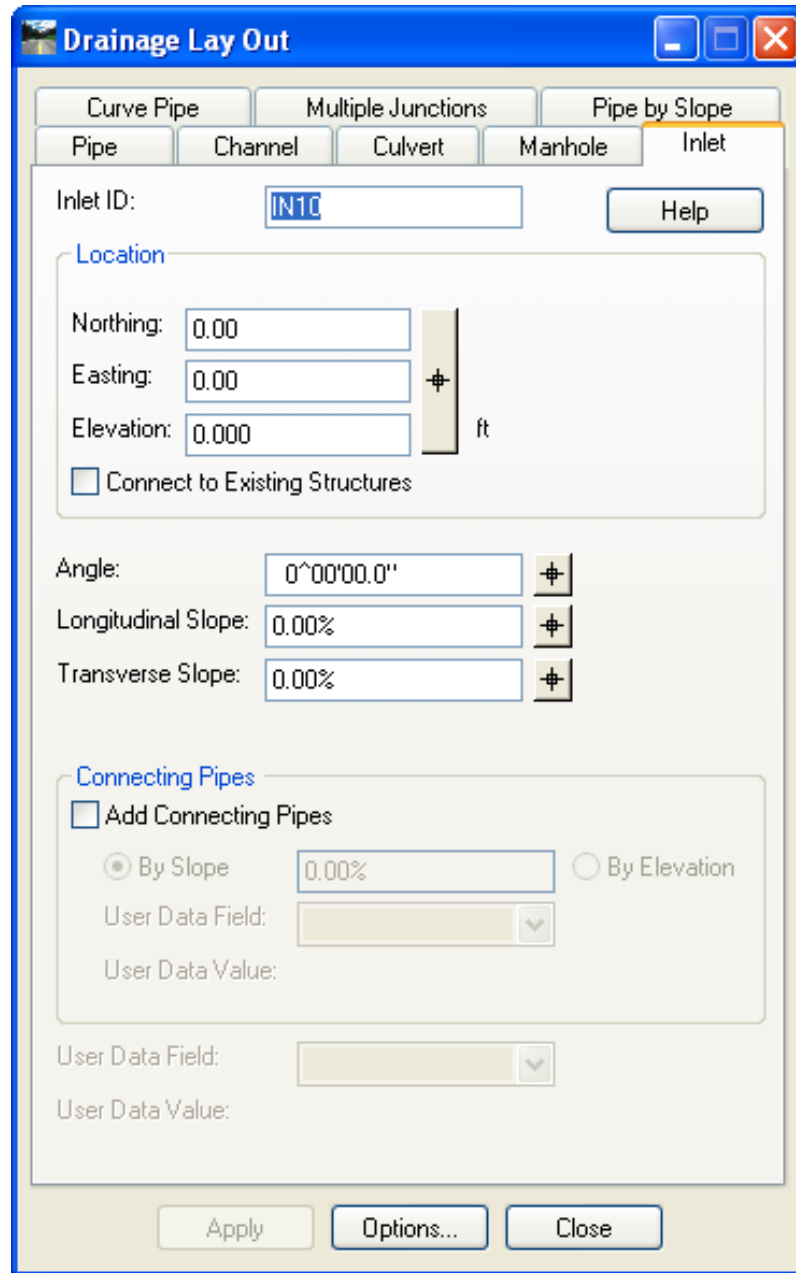 Drainage Lay Out
Curve Pipe Multiple Junctions Pipe by Slope
Pipe Channel Culvert Manhole Inlet
Inlet ID: IN10 Help
Location
Northing: 0.00
Easting: 0.00
Elevation: 0.000 ft
Connect to Existing Structures
Angle: 0^00'00.0"
Longitudinal Slope: 0.00%
Transverse Slope: 0.00%
Connecting Pipes
Add Connecting Pipes
By Slope 0.00% By Elevation
User Data Field:
User Data Value:
User Data Field:
User Data Value:
Apply Options... Close